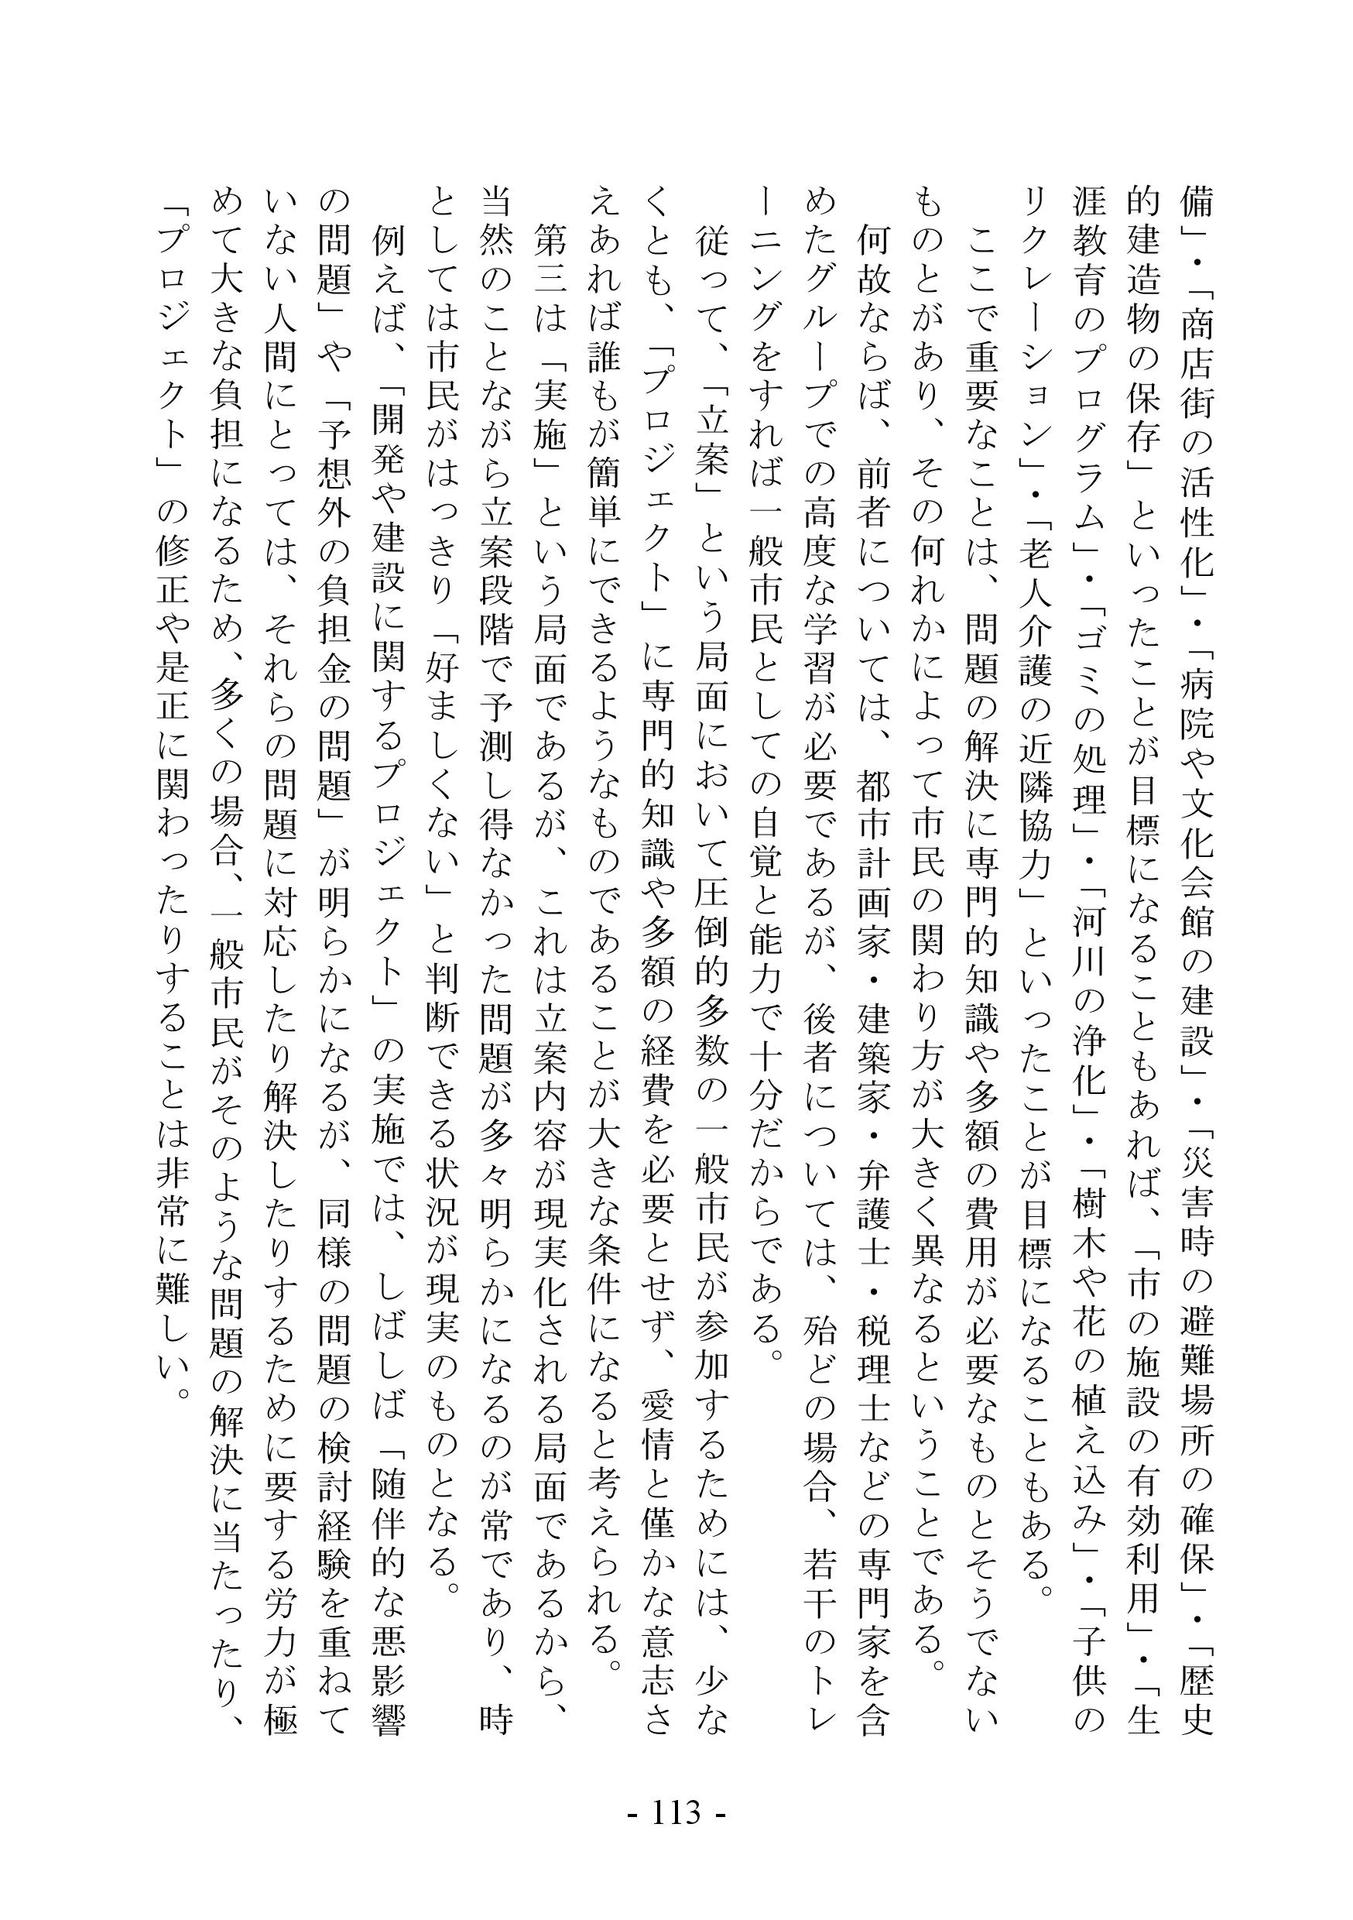 備」・「商店街の活性化」・「病院や文化会館の建設」・「災害時の避難場所の確保」・「歴史
的建造物の保存」といったことが目標になることもあれば、「市の施設の有効利用」・「生
涯教育のプログラム」・「ゴミの処理」・「河川の浄化」・「樹木や花の植え込み」・「子供の
リクレーション」・「老人介護の近隣協力」といったことが目標になることもある。
　ここで重要なことは、問題の解決に専門的知識や多額の費用が必要なものとそうでない
ものとがあり、その何れかによって市民の関わり方が大きく異なるということである。
　何故ならば、前者については、都市計画家・建築家・弁護士・税理士などの専門家を含
めたグループでの高度な学習が必要であるが、後者については、殆どの場合、若干のトレ
ーニングをすれば一般市民としての自覚と能力で十分だからである。
　従って、「立案」という局面において圧倒的多数の一般市民が参加するためには、少な
くとも、「プロジェクト」に専門的知識や多額の経費を必要とせず、愛情と僅かな意志さ
えあれば誰もが簡単にできるようなものであることが大きな条件になると考えられる。
　第三は「実施」という局面であるが、これは立案内容が現実化される局面であるから、
当然のことながら立案段階で予測し得なかった問題が多々明らかになるのが常であり、時
としては市民がはっきり「好ましくない」と判断できる状況が現実のものとなる。
　例えば、「開発や建設に関するプロジェクト」の実施では、しばしば「随伴的な悪影響
の問題」や「予想外の負担金の問題」が明らかになるが、同様の問題の検討経験を重ねて
いない人間にとっては、それらの問題に対応したり解決したりするために要する労力が極
めて大きな負担になるため、多くの場合、一般市民がそのような問題の解決に当たったり、
「プロジェクト」の修正や是正に関わったりすることは非常に難しい。
- 113 -